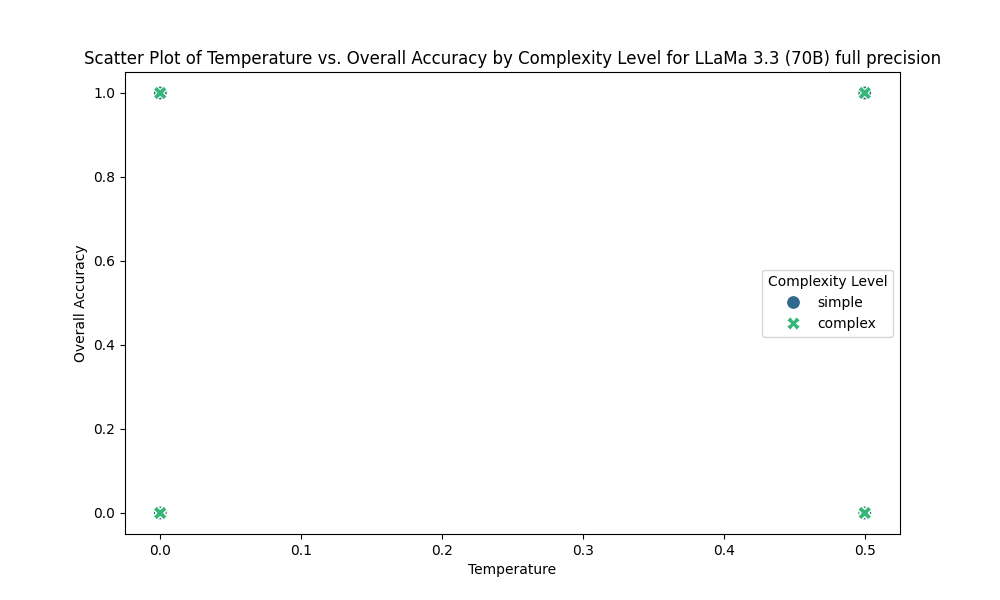 Scatter Plot of Temperature vs. Overall Accuracy by Complexity Level for LLaMa 3.3 (70B) full precision
1.0
0.8
0.6
0.4
0.2
0.0
Overall Accuracy
Complexity Level
simple
complex
0.0 0.1 0.2 0.3 0.4 0.5
Temperature